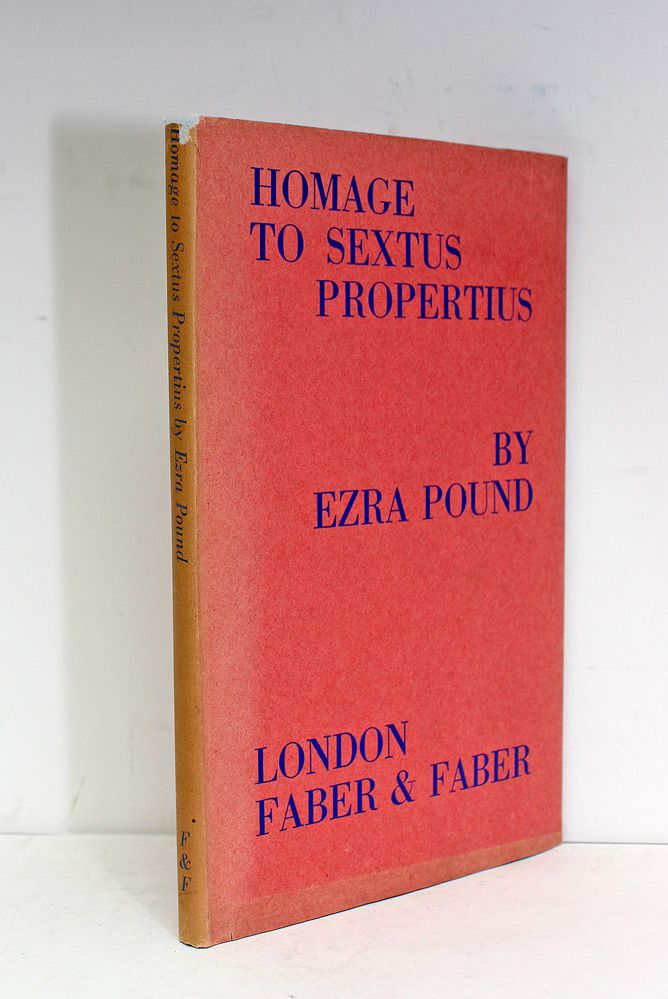 Homage to Sextus Propertius by Ezra Pound
F & F
HOMAGE
TO SEXTUS
PROPERTIUS
BY
EZRA POUND
LONDON
FABER & FABER